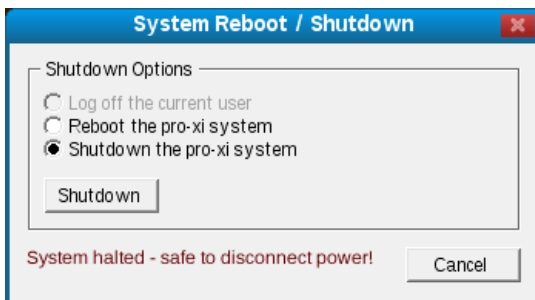 System Reboot / Shutdown
Shutdown Options
Log off the current user
Reboot the pro-xi system
Shutdown the pro-xi system
Shutdown
System halted - safe to disconnect power!
Cancel